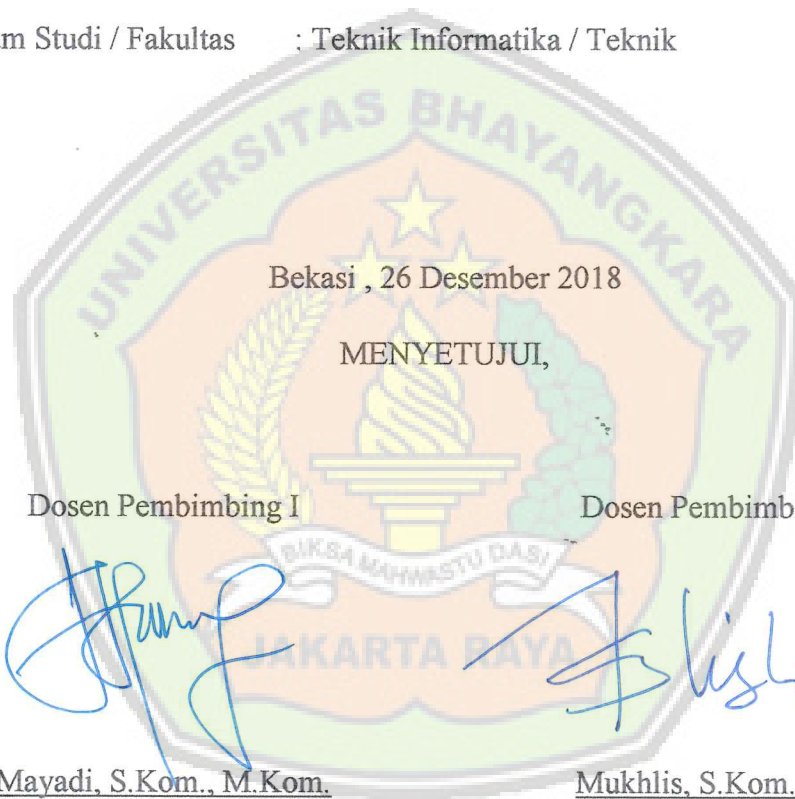 m Studi / Fakultas : Teknik Informatika / Teknik
UNIVERSITAS BHAYANGKARA
Bekasi , 26 Desember 2018
MENYETUJUI,
Dosen Pembimbing I Dosen Pembimb
BIKSA MAHWASTU DASI
JAKARTA RAYA
Mayadi, S.Kom., M.Kom. Mukhlis, S.Kom.